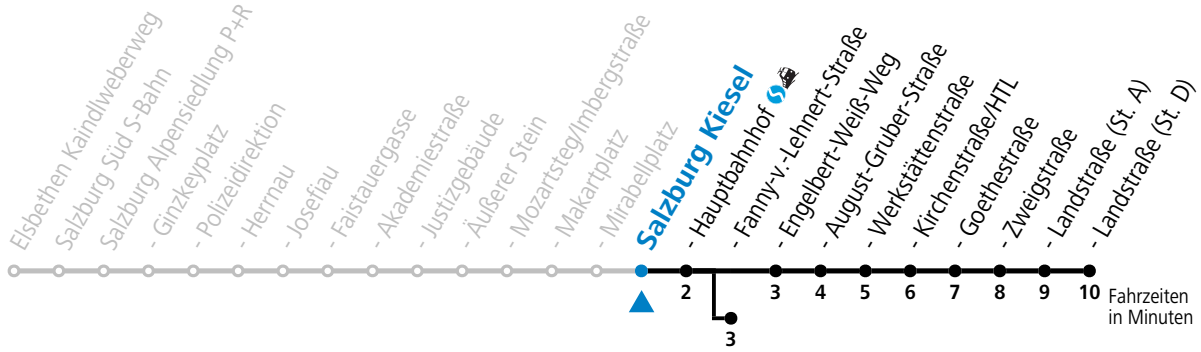 Elsbethen Kaindlweberweg
Salzburg Süd S-Bahn
Salzburg Alpensiedlung P+R
- Ginzkeyplatz
- Polizeidirektion
- Herrnau
- Josefiau
- Faistauergasse
- Akademiestraße
- Justizgebäude
- Äußerer Stein
- Mozartsteg/Imbergstraße
- Makartplatz
- Mirabellplatz
Salzburg Kiesel
- Hauptbahnhof
- Fanny-v.-Lehnert-Straße
- Engelbert-Weiß-Weg
- August-Gruber-Straße
- Werkstättenstraße
- Kirchenstraße/HTL
- Goethestraße
- Zweigstraße
- Landstraße (St. A)
- Landstraße (St. D)
2 3 4 5 6 7 8 9 10 Fahrzeiten
in Minuten
3